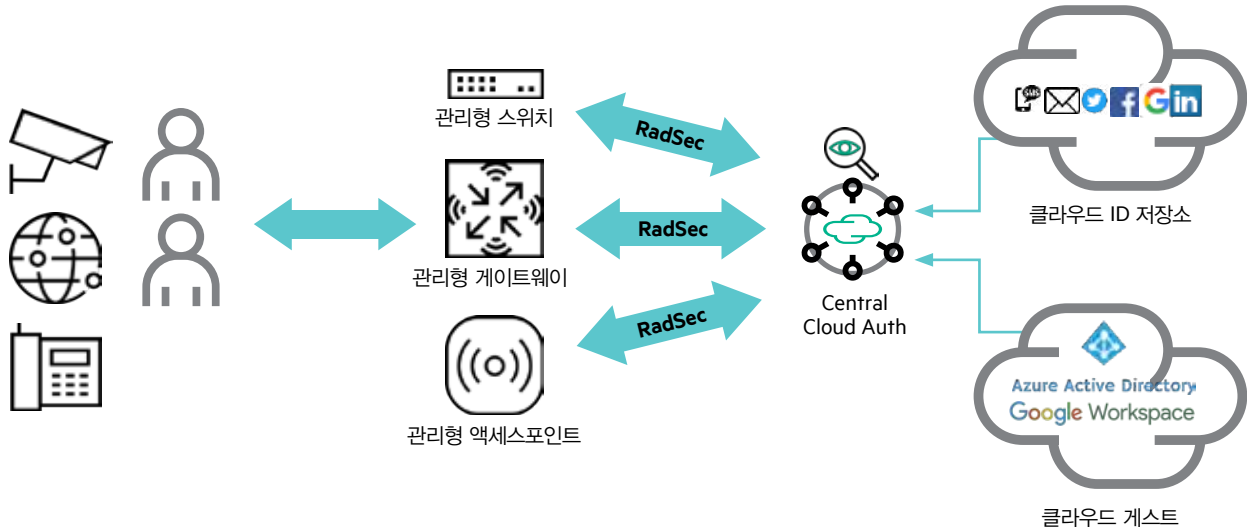 관리형 스위치
관리형 게이트웨이
관리형 액세스포인트
RadSec
RadSec
RadSec
Central
Cloud Auth
SMS
f G in
클라우드 ID 저장소
Azure Active Directory
Google Workspace
클라우드 게스트